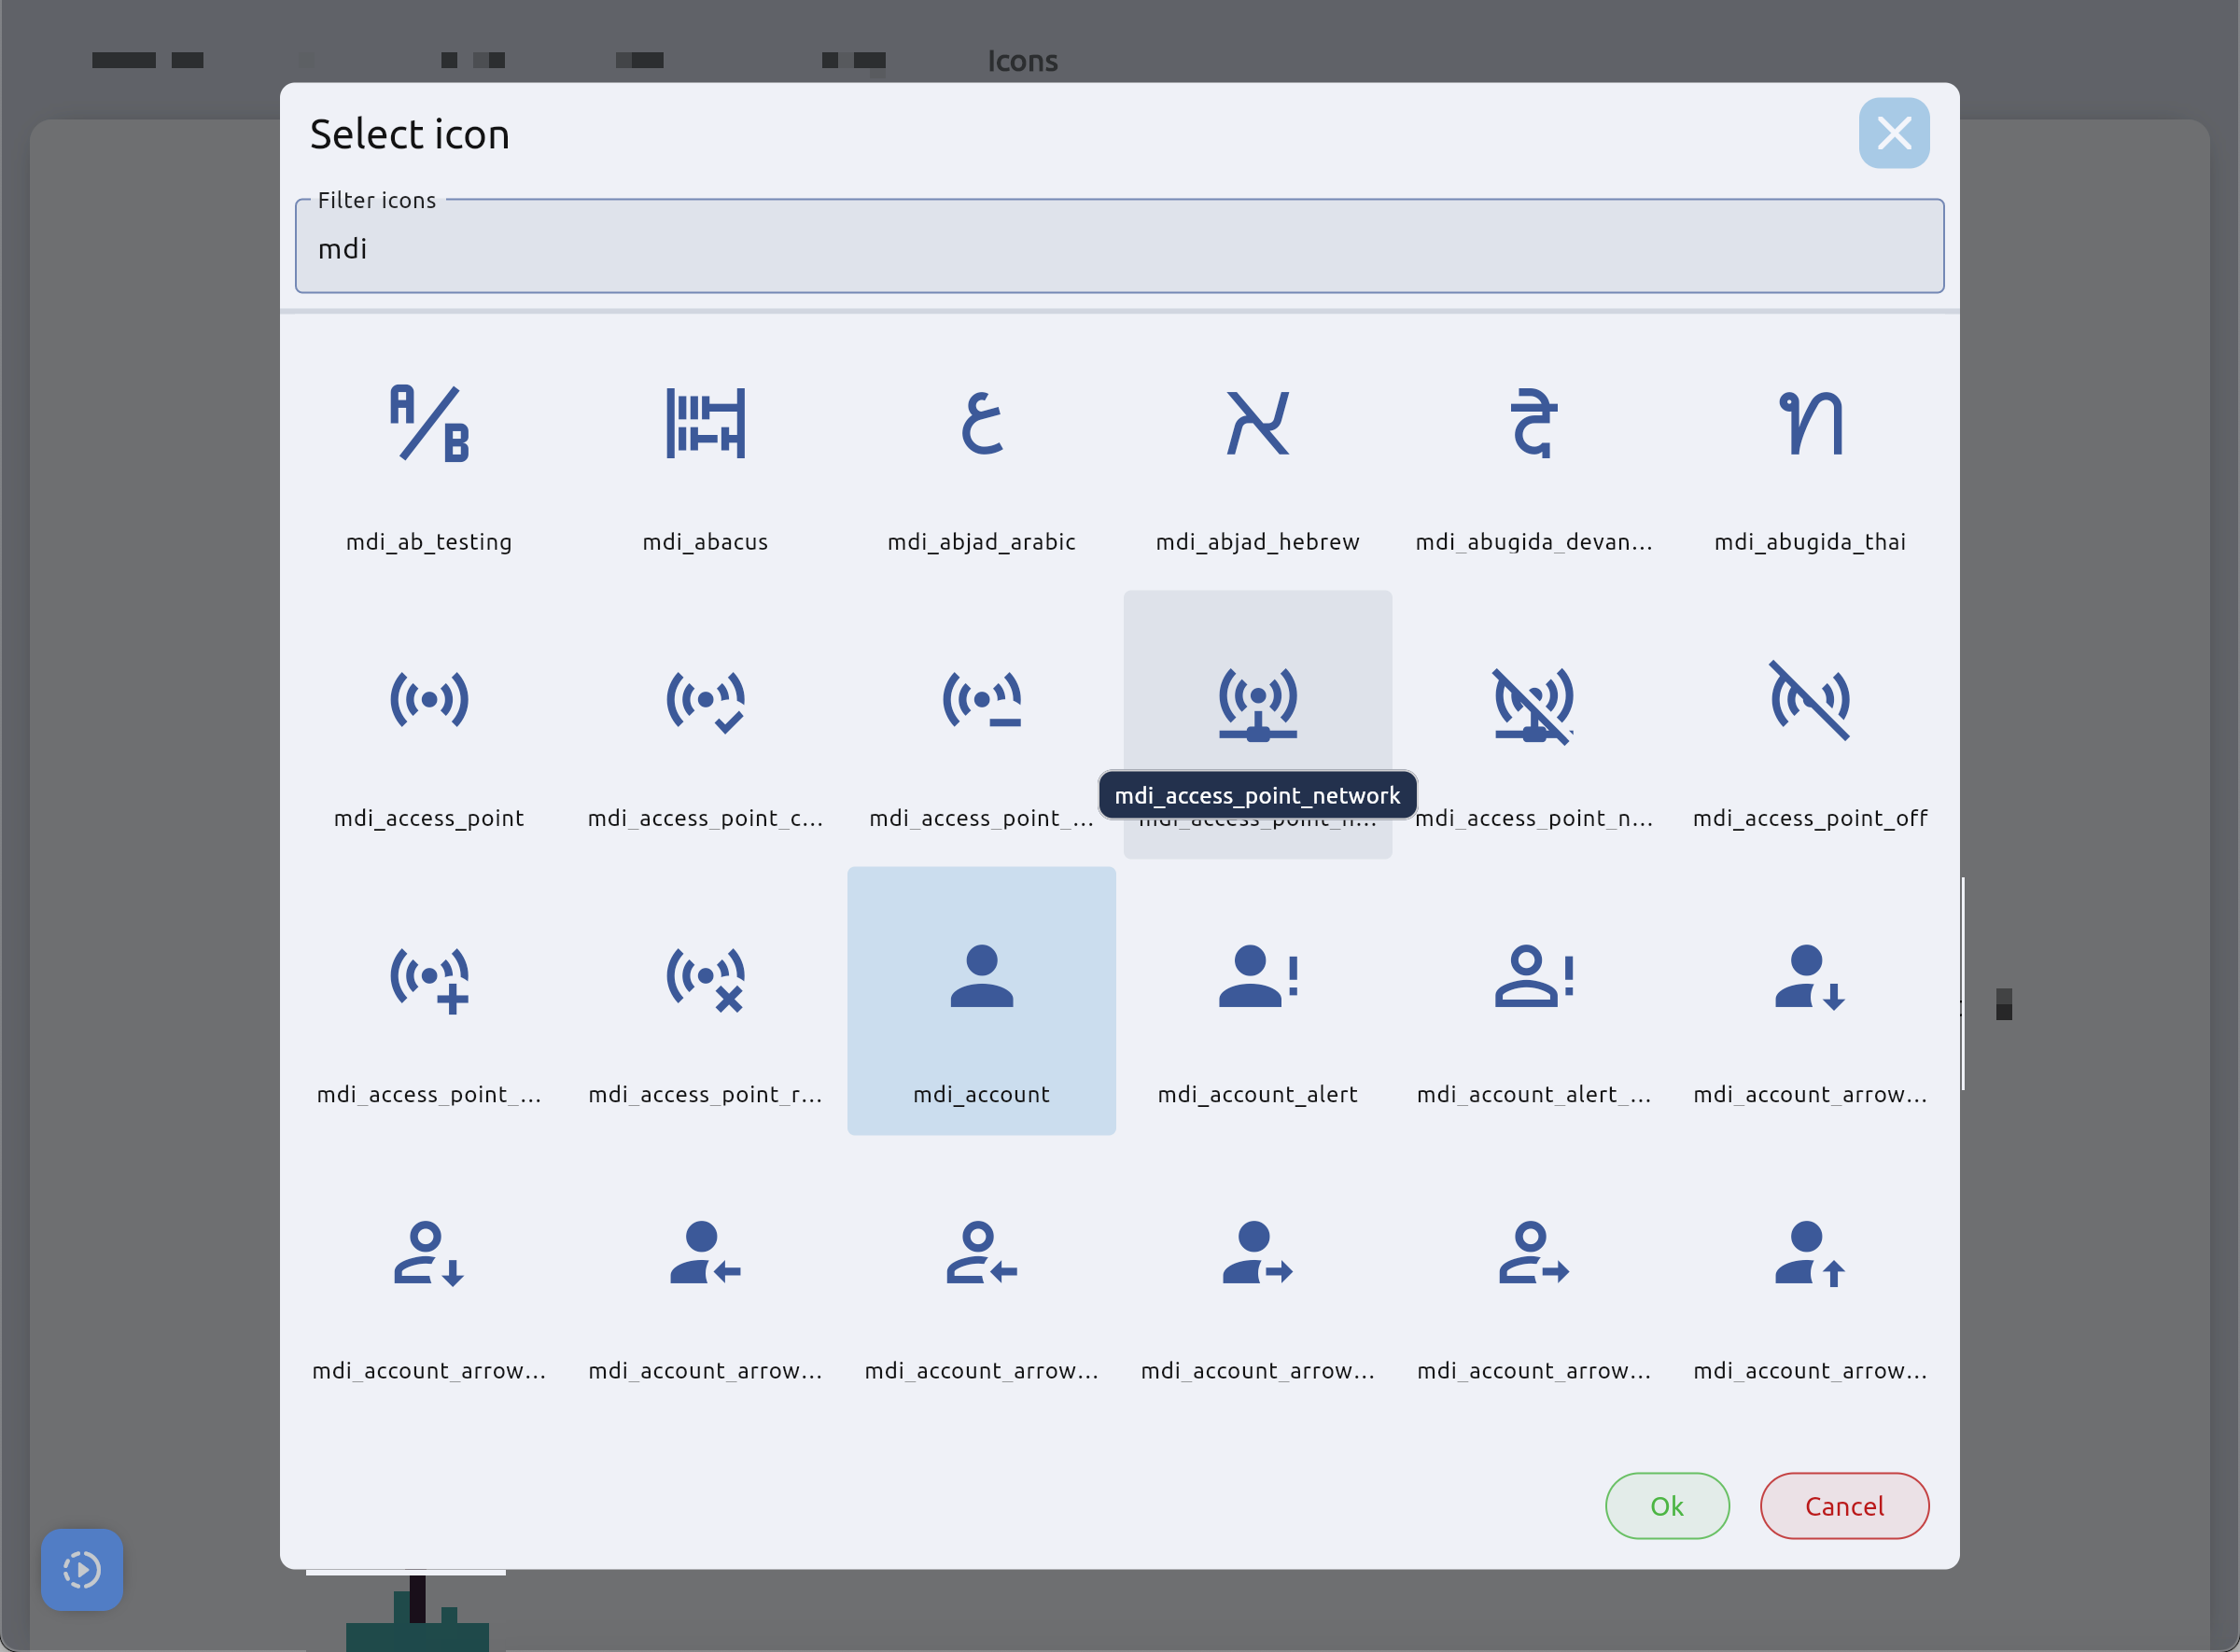 Icons
Select icon
Filter icons
mdi
mdi_ab_testing mdi_abacus mdi_abjad_arabic mdi_abjad_hebrew mdi_abugida_devan... mdi_abugida_thai
mdi_access_point_network
mdi_access_point mdi_access_point_c... mdi_access_point_... mdi_access_point_n... mdi_access_point_n... mdi_access_point_off
mdi_access_point_... mdi_access_point_r... mdi_account mdi_account_alert mdi_account_alert_... mdi_account_arrow...
mdi_account_arrow... mdi_account_arrow... mdi_account_arrow... mdi_account_arrow... mdi_account_arrow... mdi_account_arrow...
Ok Cancel